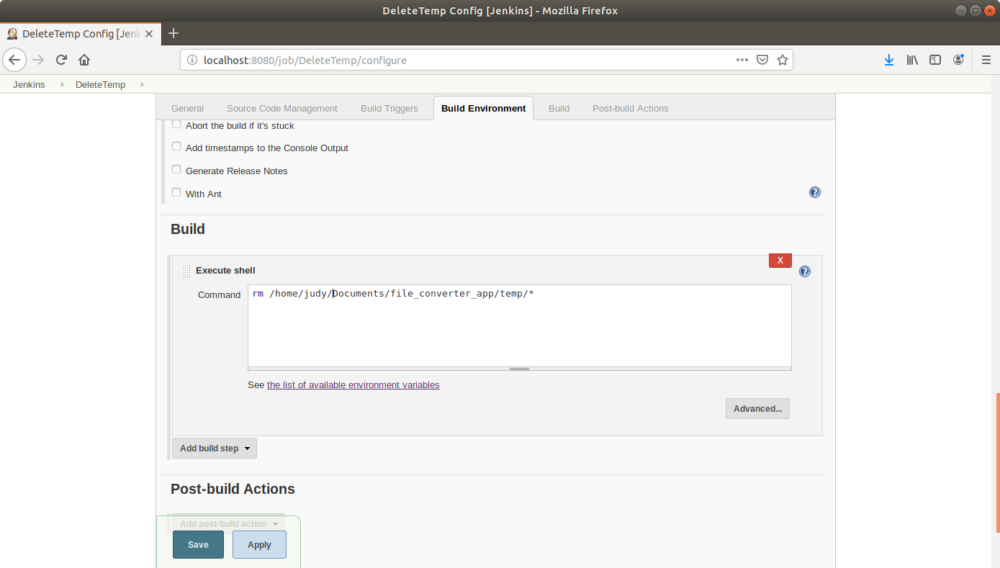 DeleteTemp Config [Jenkins] - Mozilla Firefox
DeleteTemp Config [Jenk
localhost:8080/job/DeleteTemp/configure
Jenkins DeleteTemp
General Source Code Management Build Triggers Build Environment Build Post-build Actions
Abort the build if it's stuck
Add timestamps to the Console Output
Generate Release Notes
With Ant
Build
X
Execute shell
Command rm /home/judy/Documents/file_converter_app/temp/*
See the list of available environment variables
Advanced...
Add build step
Post-build Actions
Add post-build action
Save Apply